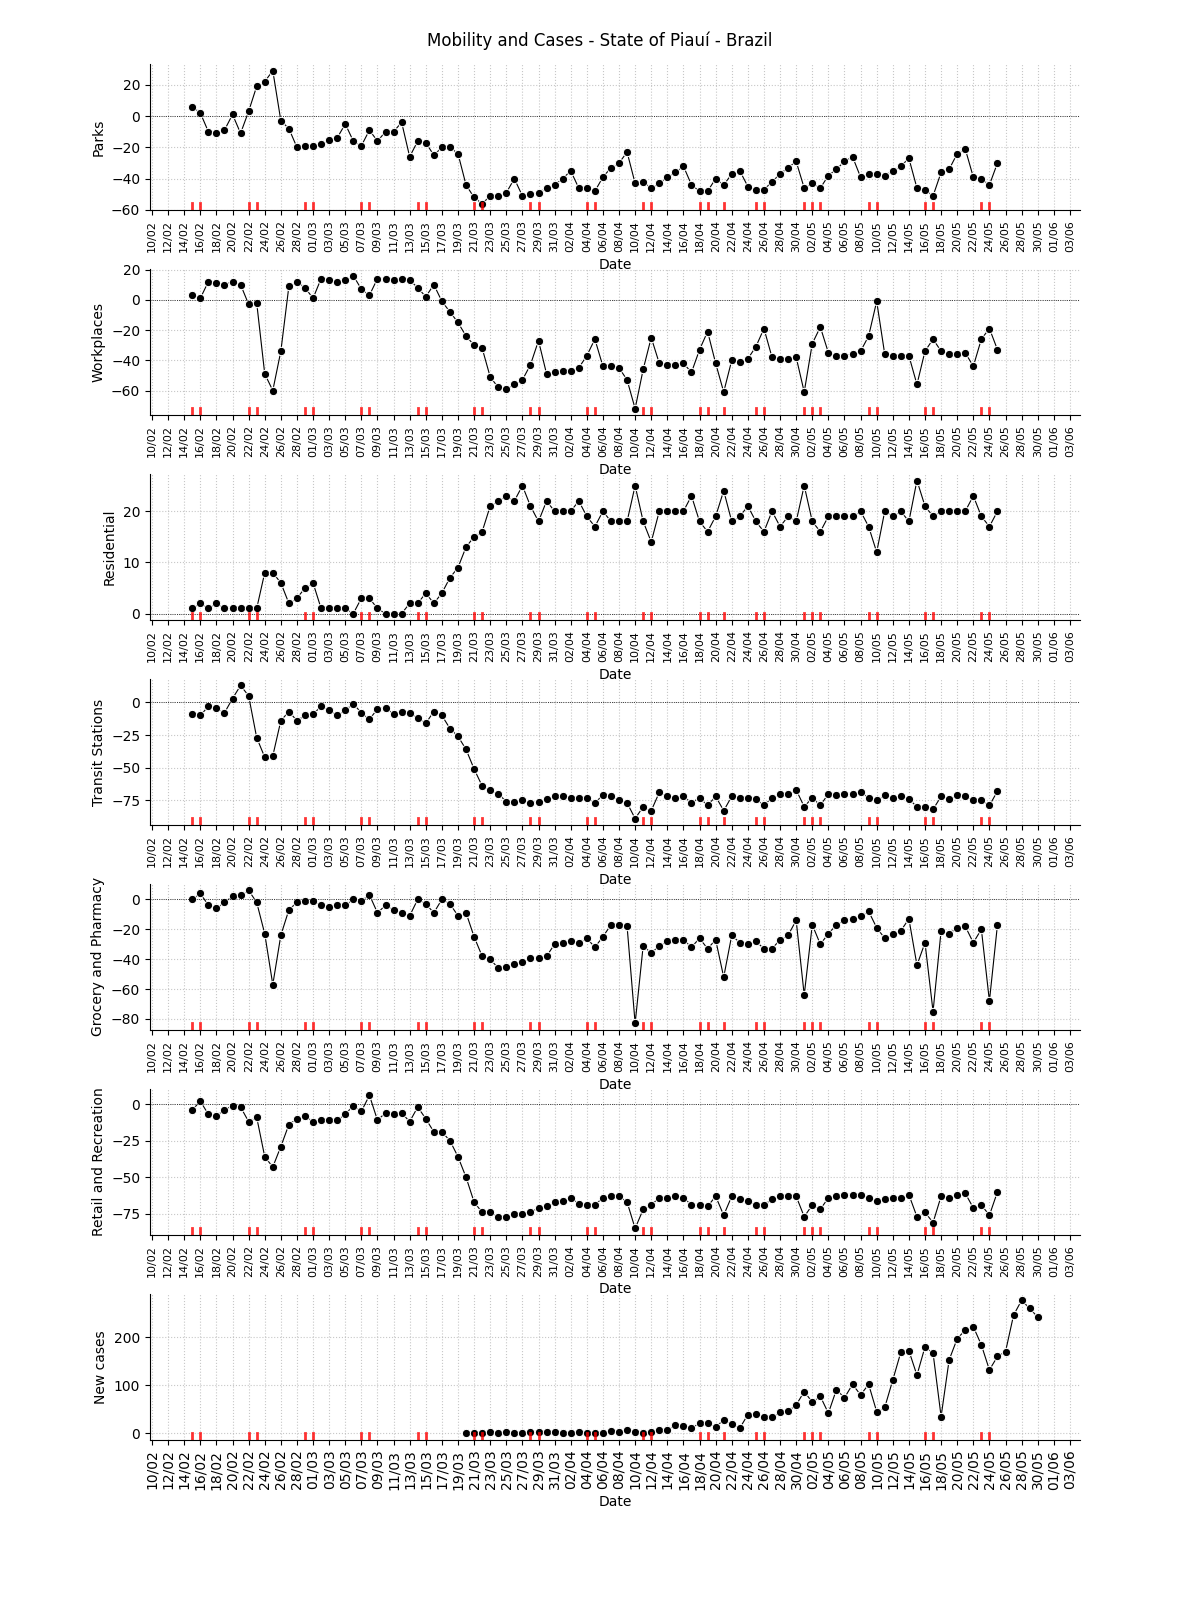 Mobility and Cases - State of Piauí - Brazil
Parks
20
0
−20
−40
−60
10/02 12/02 14/02 16/02 18/02 20/02 22/02 24/02 26/02 28/02 01/03 03/03 05/03 07/03 09/03 11/03 13/03 15/03 17/03 19/03 21/03 23/03 25/03 27/03 29/03 31/03 02/04 04/04 06/04 08/04 10/04 12/04 14/04 16/04 18/04 20/04 22/04 24/04 26/04 28/04 30/04 02/05 04/05 06/05 08/05 10/05 12/05 14/05 16/05 18/05 20/05 22/05 24/05 26/05 28/05 30/05 01/06 03/06
Date
Workplaces
20
0
−20
−40
−60
10/02 12/02 14/02 16/02 18/02 20/02 22/02 24/02 26/02 28/02 01/03 03/03 05/03 07/03 09/03 11/03 13/03 15/03 17/03 19/03 21/03 23/03 25/03 27/03 29/03 31/03 02/04 04/04 06/04 08/04 10/04 12/04 14/04 16/04 18/04 20/04 22/04 24/04 26/04 28/04 30/04 02/05 04/05 06/05 08/05 10/05 12/05 14/05 16/05 18/05 20/05 22/05 24/05 26/05 28/05 30/05 01/06 03/06
Date
Residential
20
10
0
10/02 12/02 14/02 16/02 18/02 20/02 22/02 24/02 26/02 28/02 01/03 03/03 05/03 07/03 09/03 11/03 13/03 15/03 17/03 19/03 21/03 23/03 25/03 27/03 29/03 31/03 02/04 04/04 06/04 08/04 10/04 12/04 14/04 16/04 18/04 20/04 22/04 24/04 26/04 28/04 30/04 02/05 04/05 06/05 08/05 10/05 12/05 14/05 16/05 18/05 20/05 22/05 24/05 26/05 28/05 30/05 01/06 03/06
Date
Transit Stations
0
−25
−50
−75
10/02 12/02 14/02 16/02 18/02 20/02 22/02 24/02 26/02 28/02 01/03 03/03 05/03 07/03 09/03 11/03 13/03 15/03 17/03 19/03 21/03 23/03 25/03 27/03 29/03 31/03 02/04 04/04 06/04 08/04 10/04 12/04 14/04 16/04 18/04 20/04 22/04 24/04 26/04 28/04 30/04 02/05 04/05 06/05 08/05 10/05 12/05 14/05 16/05 18/05 20/05 22/05 24/05 26/05 28/05 30/05 01/06 03/06
Date
Grocery and Pharmacy
0
−20
−40
−60
−80
10/02 12/02 14/02 16/02 18/02 20/02 22/02 24/02 26/02 28/02 01/03 03/03 05/03 07/03 09/03 11/03 13/03 15/03 17/03 19/03 21/03 23/03 25/03 27/03 29/03 31/03 02/04 04/04 06/04 08/04 10/04 12/04 14/04 16/04 18/04 20/04 22/04 24/04 26/04 28/04 30/04 02/05 04/05 06/05 08/05 10/05 12/05 14/05 16/05 18/05 20/05 22/05 24/05 26/05 28/05 30/05 01/06 03/06
Date
Retail and Recreation
0
−25
−50
−75
10/02 12/02 14/02 16/02 18/02 20/02 22/02 24/02 26/02 28/02 01/03 03/03 05/03 07/03 09/03 11/03 13/03 15/03 17/03 19/03 21/03 23/03 25/03 27/03 29/03 31/03 02/04 04/04 06/04 08/04 10/04 12/04 14/04 16/04 18/04 20/04 22/04 24/04 26/04 28/04 30/04 02/05 04/05 06/05 08/05 10/05 12/05 14/05 16/05 18/05 20/05 22/05 24/05 26/05 28/05 30/05 01/06 03/06
Date
New cases
200
100
0
10/02 12/02 14/02 16/02 18/02 20/02 22/02 24/02 26/02 28/02 01/03 03/03 05/03 07/03 09/03 11/03 13/03 15/03 17/03 19/03 21/03 23/03 25/03 27/03 29/03 31/03 02/04 04/04 06/04 08/04 10/04 12/04 14/04 16/04 18/04 20/04 22/04 24/04 26/04 28/04 30/04 02/05 04/05 06/05 08/05 10/05 12/05 14/05 16/05 18/05 20/05 22/05 24/05 26/05 28/05 30/05 01/06 03/06
Date